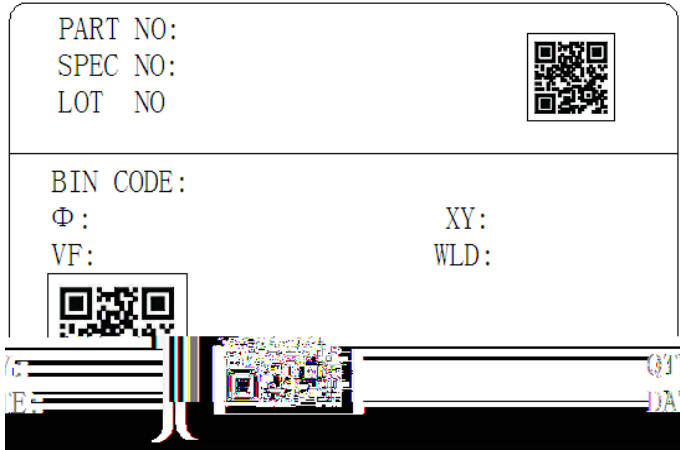 PART NO:
SPEC NO:
LOT NO
BIN CODE:
Φ: XY:
VF: WLD: